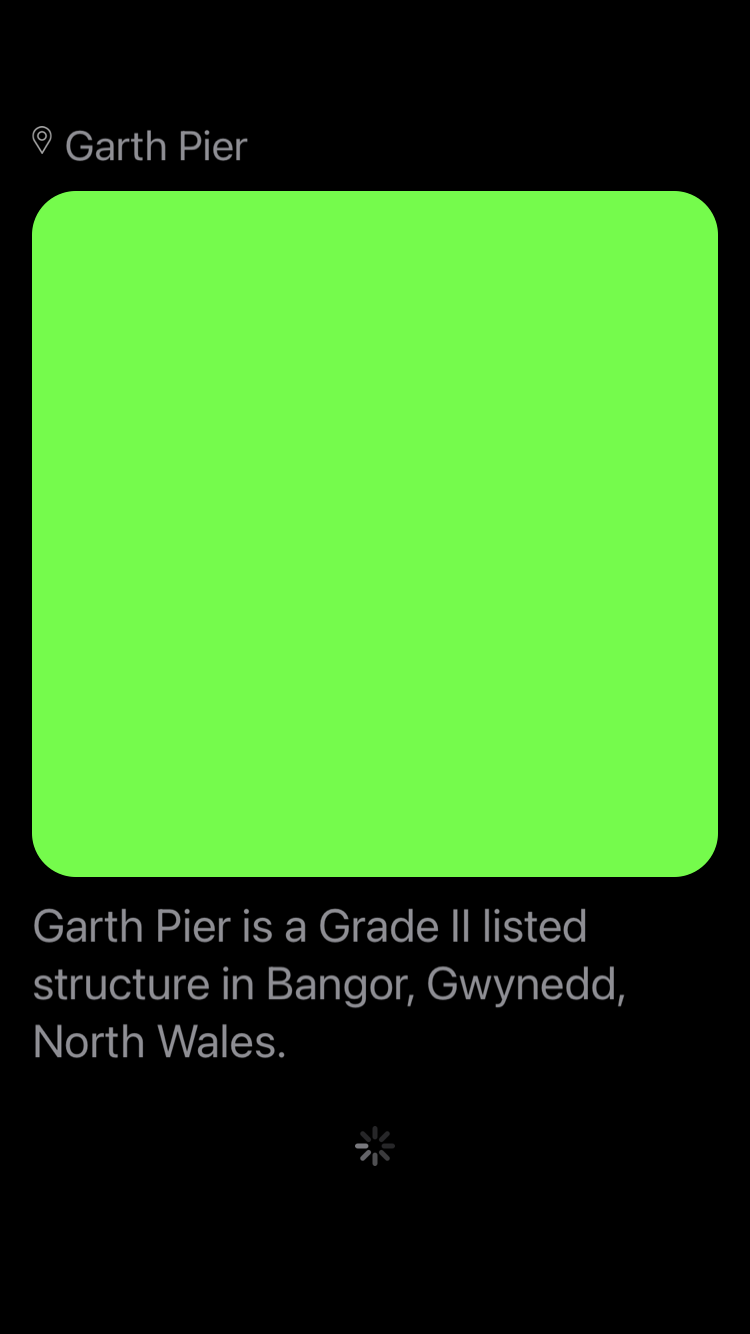 Garth Pier
Garth Pier is a Grade II listed
structure in Bangor, Gwynedd,
North Wales.